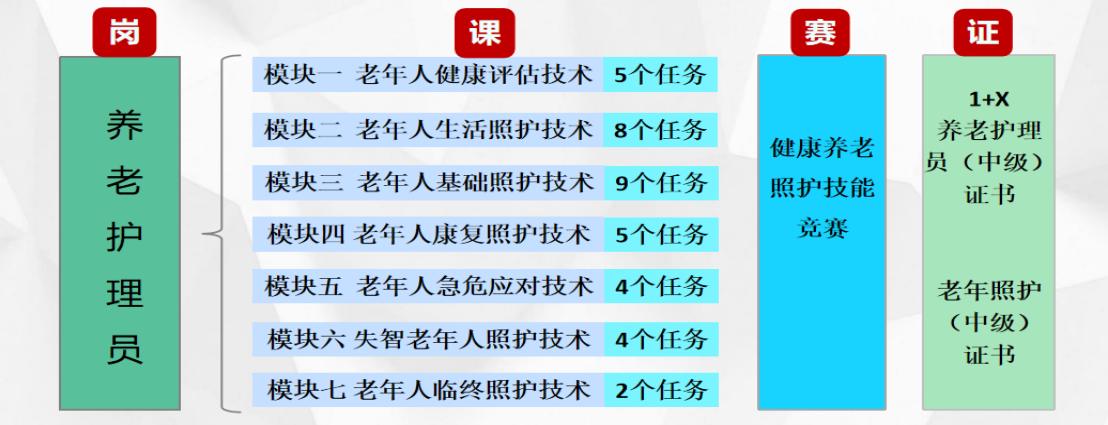 岗
课
赛
证
养
老
护
理
员
模块一 老年人健康评估技术 5个任务
模块二 老年人生活照护技术 8个任务
模块三 老年人基础照护技术 9个任务
模块四 老年人康复照护技术 5个任务
模块五 老年人急危应对技术 4个任务
模块六 失智老年人照护技术 4个任务
模块七 老年人临终照护技术 2个任务
健康养老
照护技能
竞赛
1+X
养老护理
员（中级）
证书
老年照护
（中级）
证书